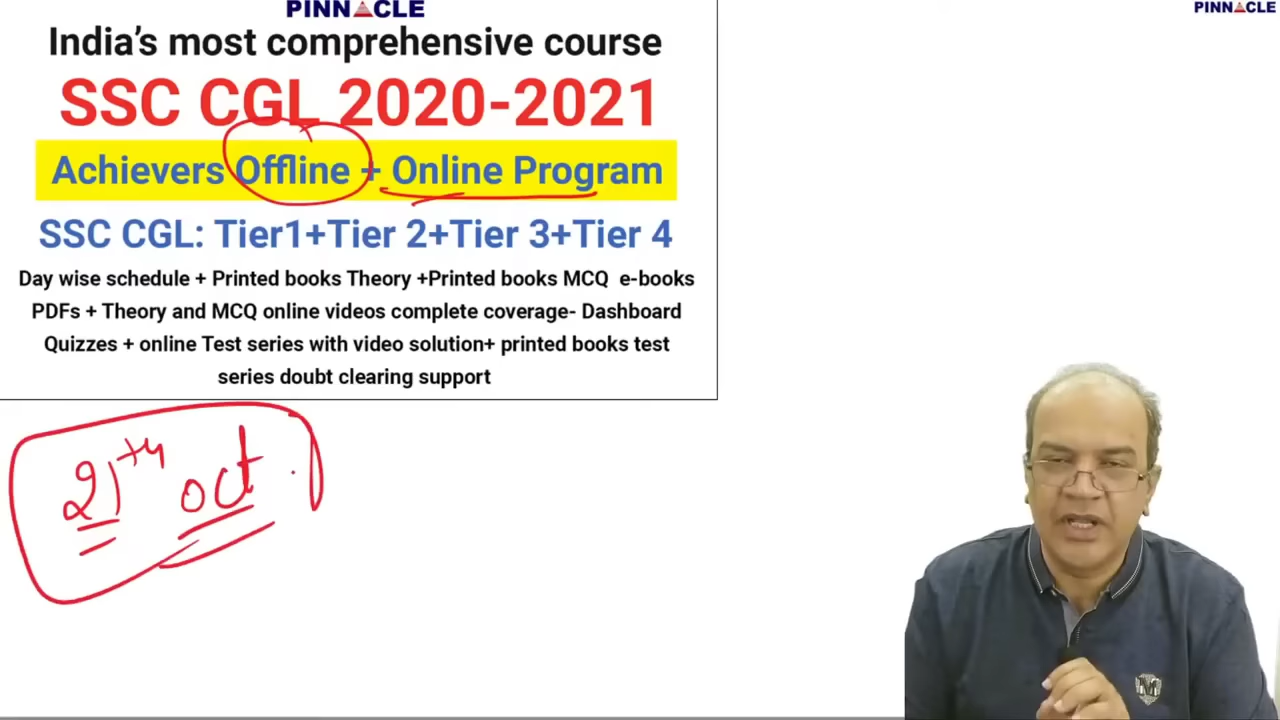 PINNACLE
PINNACLE
India's most comprehensive course
SSC CGL 2020-2021
Achievers Offline + Online Program
SSC CGL: Tier1+Tier 2+Tier 3+Tier 4
Day wise schedule + Printed books Theory +Printed books MCQ e-books
PDFs + Theory and MCQ online videos complete coverage- Dashboard
Quizzes + online Test series with video solution+ printed books test
series doubt clearing support
21th oct.
M